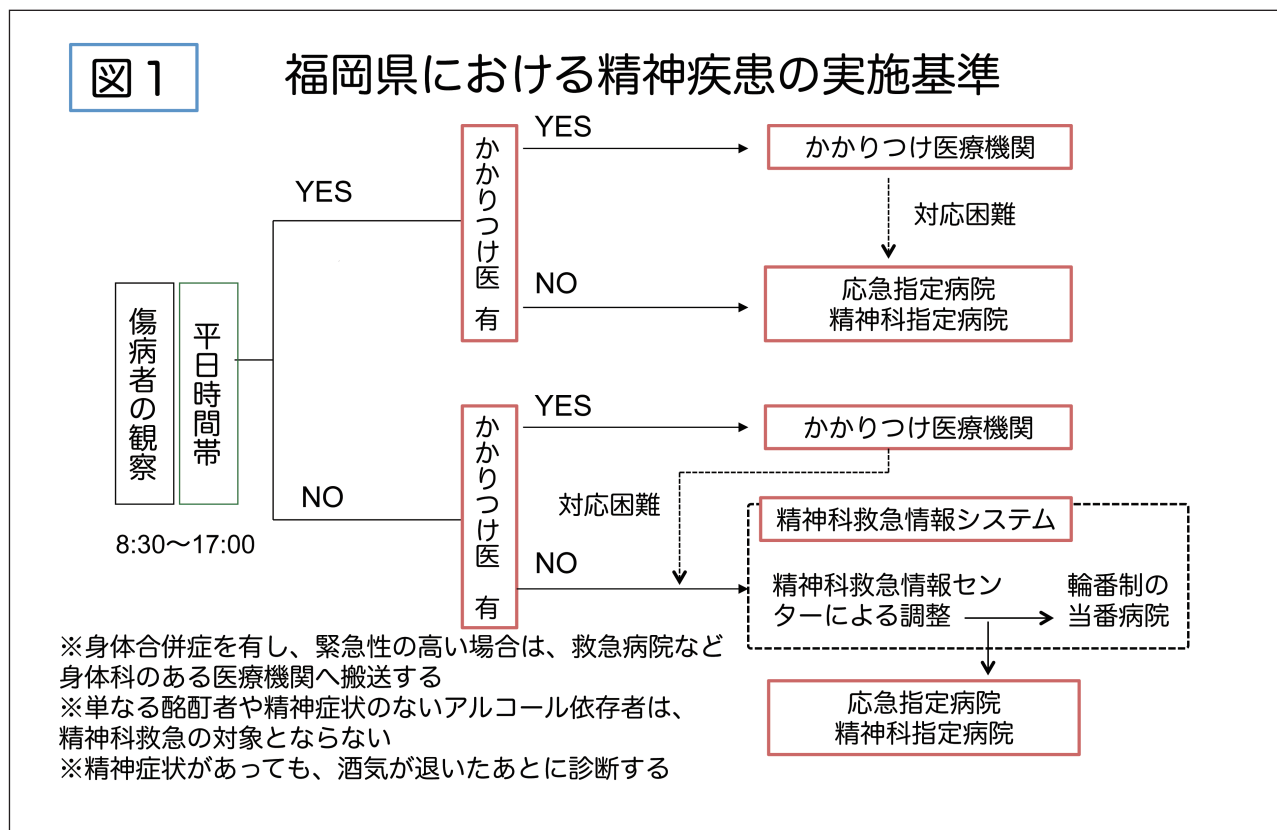 図1
福岡県における精神疾患の実施基準
傷病者の観察
平日時間帯
8:30〜17:00
YES
かかりつけ医 有
YES
かかりつけ医療機関
対応困難
NO
応急指定病院
精神科指定病院
NO
かかりつけ医 有
YES
かかりつけ医療機関
対応困難
NO
精神科救急情報システム
精神科救急情報セン
ターによる調整
輪番制の
当番病院
応急指定病院
精神科指定病院
※身体合併症を有し、緊急性の高い場合は、救急病院など
身体科のある医療機関へ搬送する
※単なる酩酊者や精神症状のないアルコール依存者は、
精神科救急の対象とならない
※精神症状があっても、酒気が退いたあとに診断する